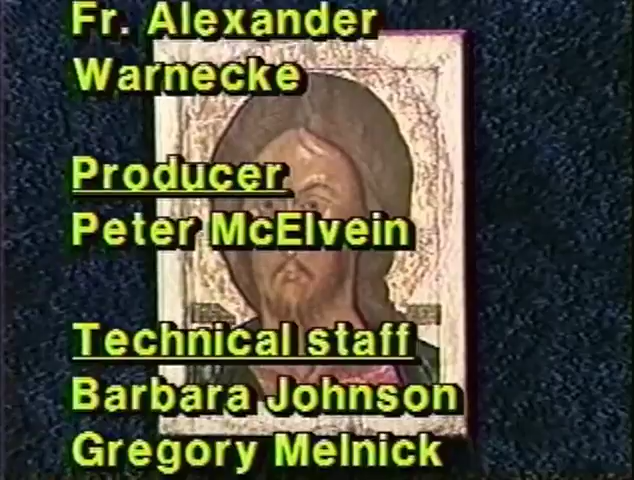 Fr. Alexander
Warnecke
Producer
Peter McElvein
Technical staff
Barbara Johnson
Gregory Melnick